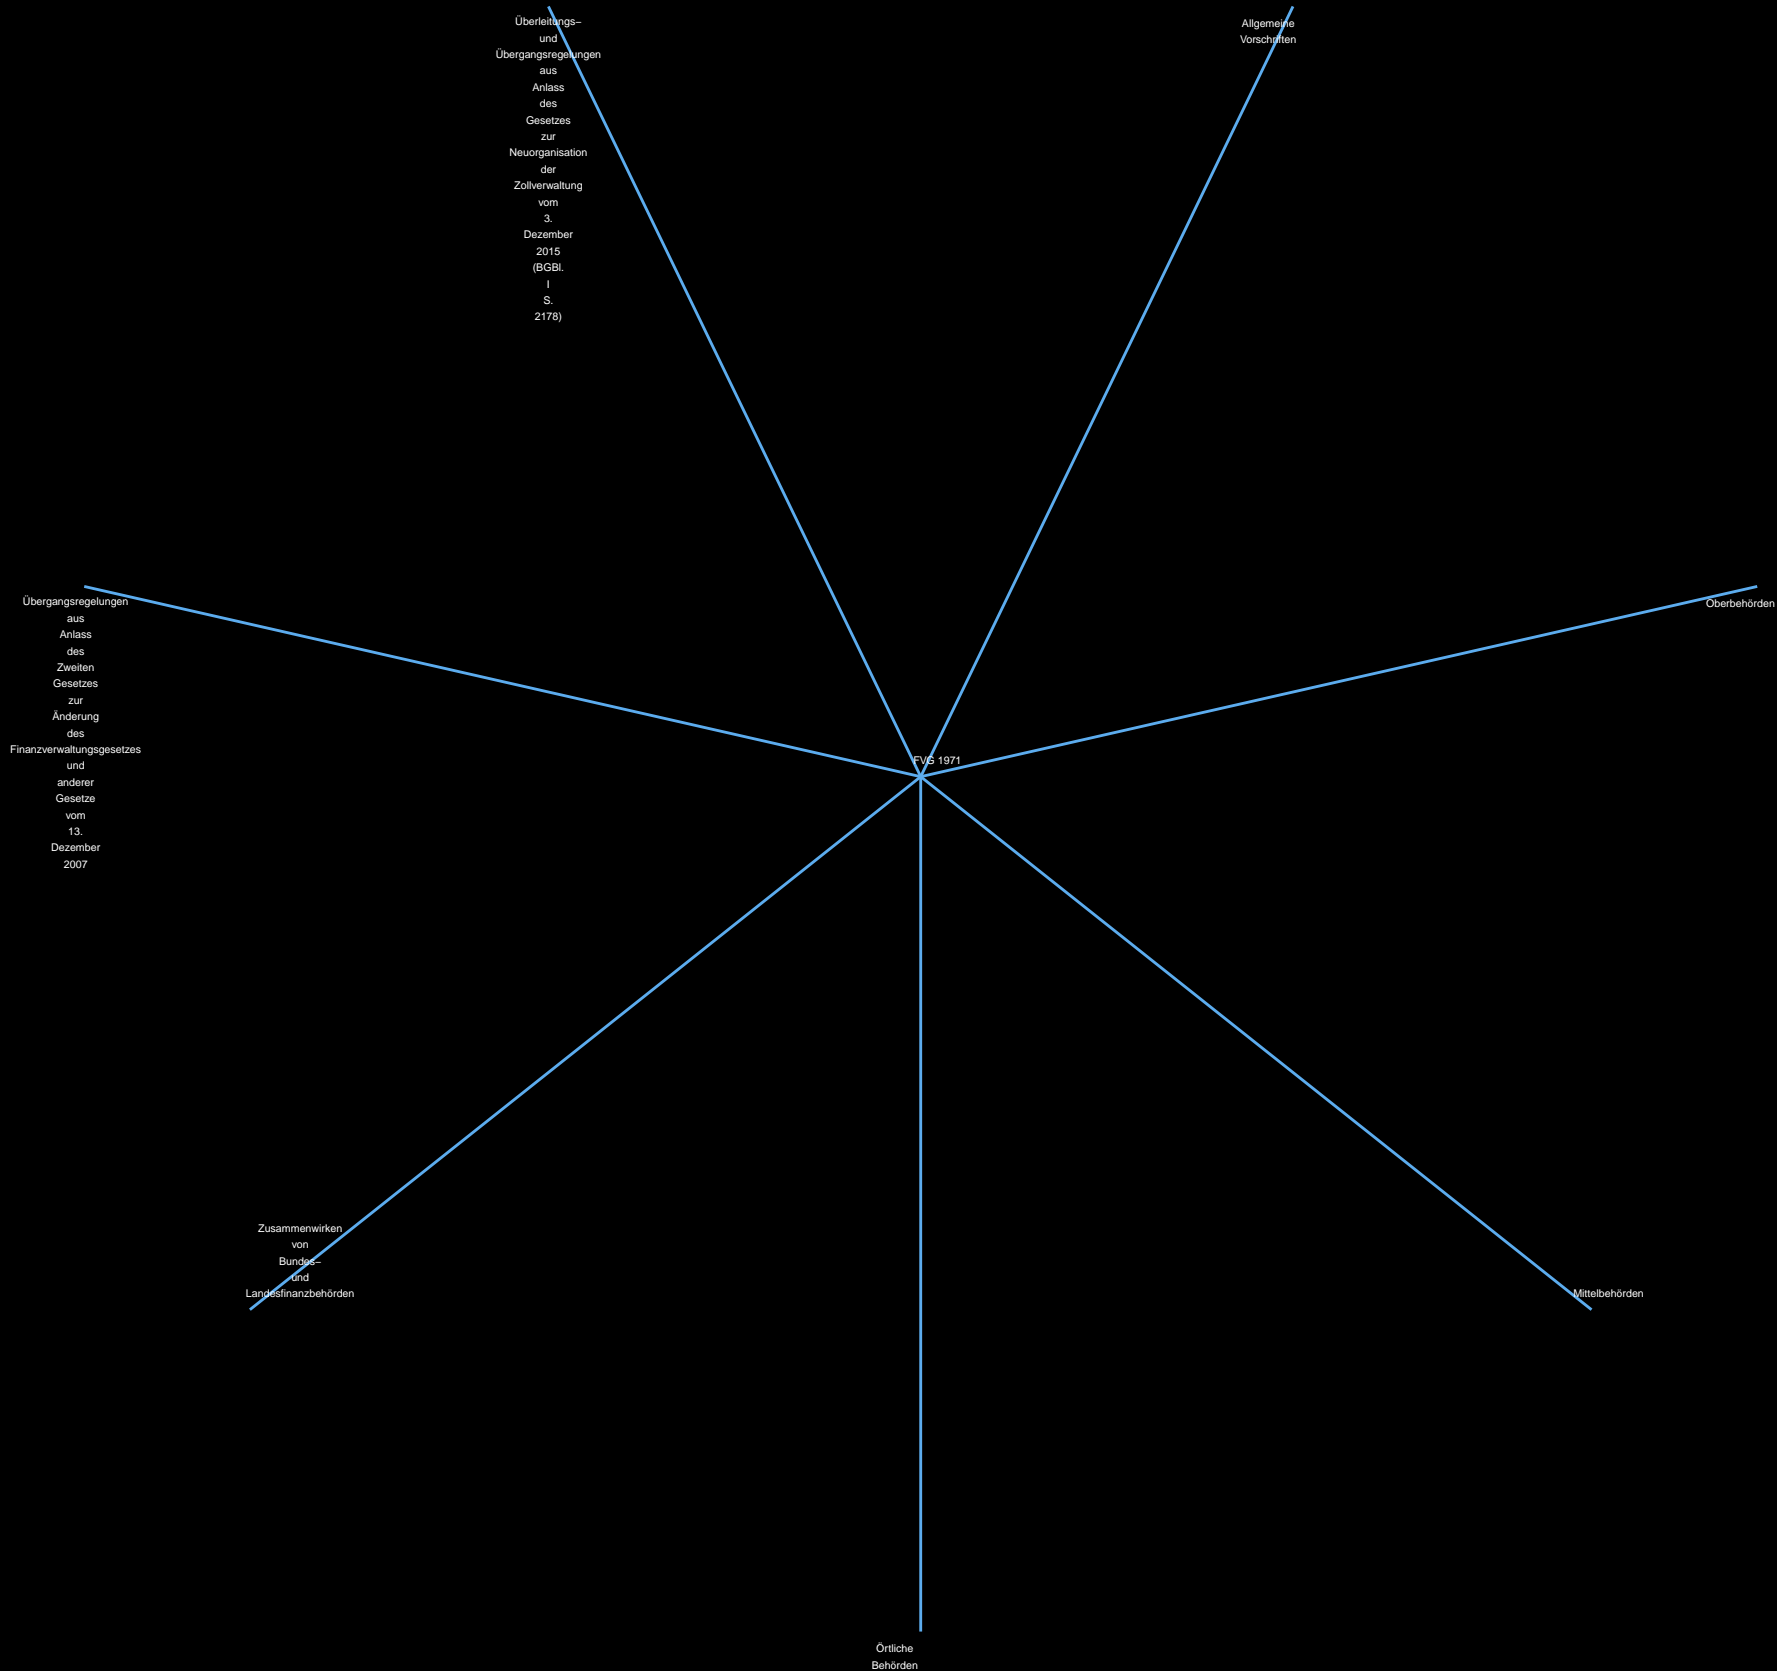 Überleitungs–
und
Übergangsregelungen
aus
Anlass
des
Gesetzes
zur
Neuorganisation
der
Zollverwaltung
vom
3.
Dezember
2015
(BGBl.
I
S.
2178)
Allgemeine
Vorschriften
Übergangsregelungen
aus
Anlass
des
Zweiten
Gesetzes
zur
Änderung
des
Finanzverwaltungsgesetzes
und
anderer
Gesetze
vom
13.
Dezember
2007
Oberbehörden
FVG 1971
Zusammenwirken
von
Bundes–
und
Landesfinanzbehörden
Mittelbehörden
Örtliche
Behörden